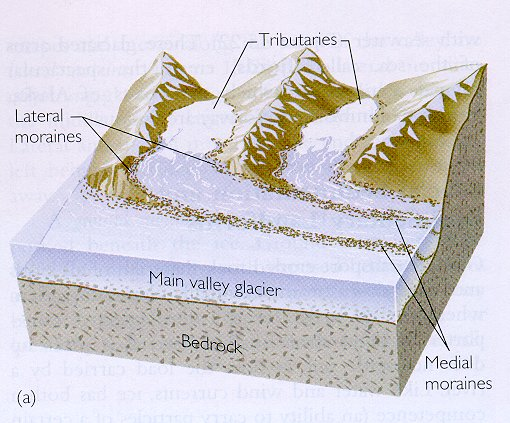 Tributaries
Lateral
moraines
Main valley glacier
Bedrock
Medial
moraines
(a)